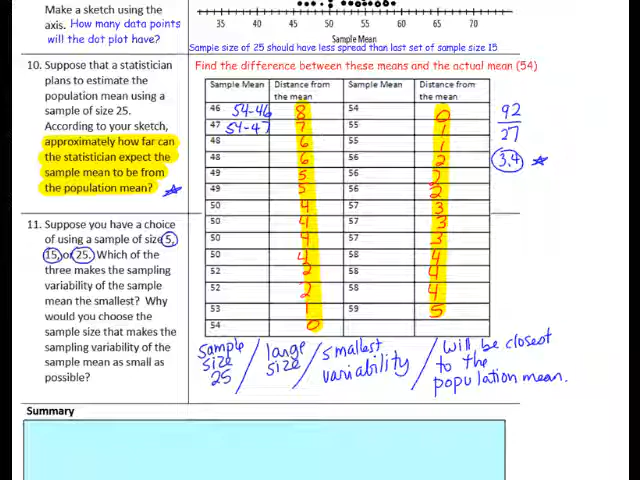 Make a sketch using the
axis. How many data points
will the dot plot have?
35 40 45 50 55 60 65 70 75
Sample Mean
Sample size of 25 should have less spread than last set of sample size 15
10. Suppose that a statistician
plans to estimate the
population mean using a
sample of size 25.
According to your sketch,
approximately how far can
the statistician expect the
sample mean to be from
the population mean?
Find the difference between these means and the actual mean (54)
Sample Mean Distance from the mean Sample Mean Distance from the mean
46 54-46 8 54 0
47 54-47 7 55 1
48 6 55 1
48 6 56 2
49 5 56 2
49 5 56 2
50 4 57 3
50 4 57 3
50 4 57 3
50 4 58 4
52 2 58 4
52 2 58 4
53 1 59 5
54 0
92
27
3.4
11. Suppose you have a choice
of using a sample of size 5,
15, or 25. Which of the
three makes the sampling
variability of the sample
mean the smallest? Why
would you choose the
sample size that makes the
sampling variability of the
sample mean as small as
possible?
sample size 25 / large size / smallest variability / will be closest to the population mean.
Summary